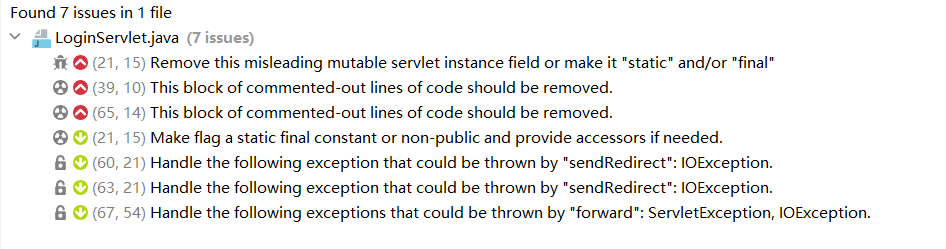 Found 7 issues in 1 file
LoginServlet.java (7 issues)
(21, 15) Remove this misleading mutable servlet instance field or make it "static" and/or "final"
(39, 10) This block of commented-out lines of code should be removed.
(65, 14) This block of commented-out lines of code should be removed.
(21, 15) Make flag a static final constant or non-public and provide accessors if needed.
(60, 21) Handle the following exception that could be thrown by "sendRedirect": IOException.
(63, 21) Handle the following exception that could be thrown by "sendRedirect": IOException.
(67, 54) Handle the following exceptions that could be thrown by "forward": ServletException, IOException.